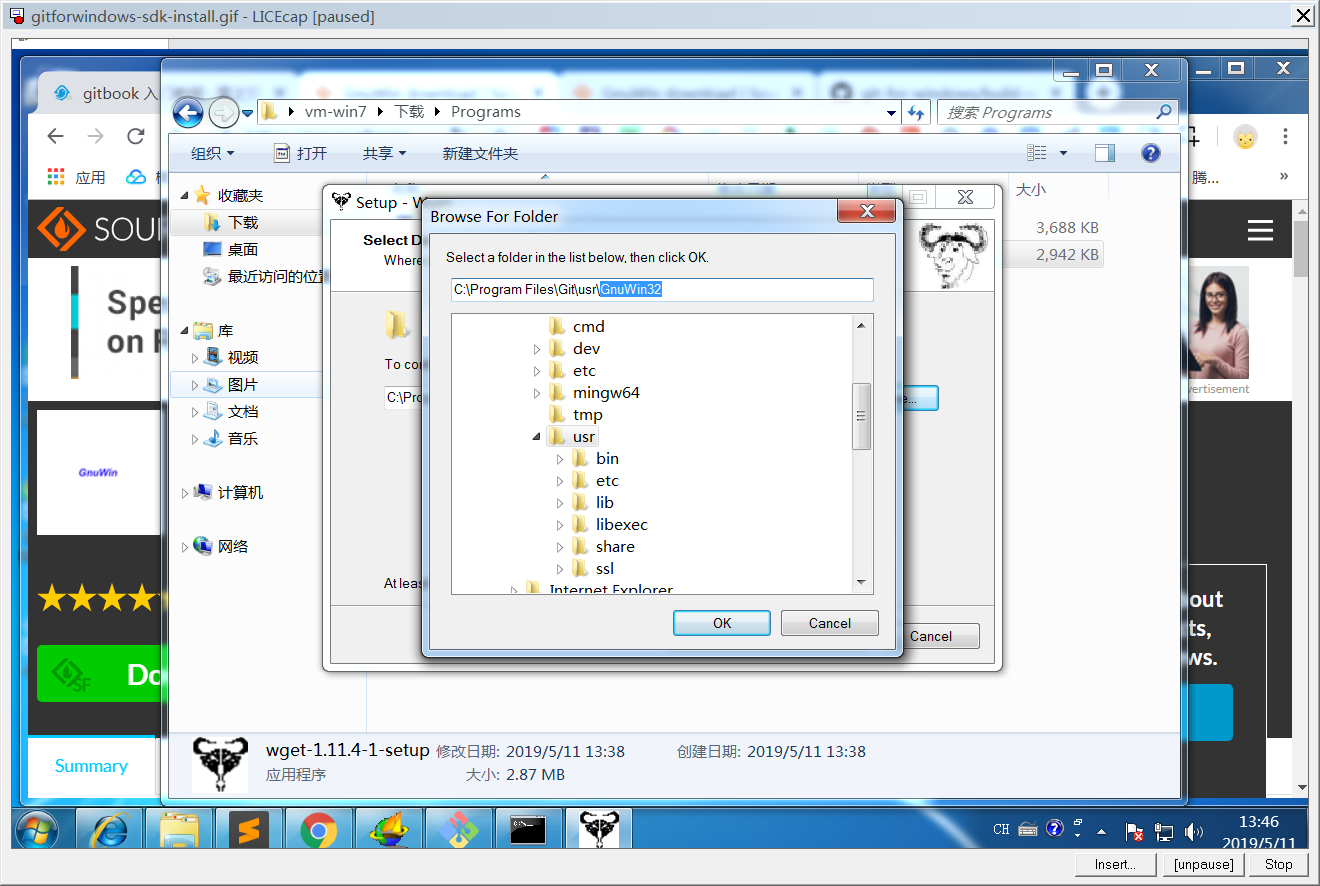 gitforwindows-sdk-install.gif - LICEcap [paused]
gitbook 入
vm-win7 下载 Programs
搜索 Programs
组织 打开 共享 新建文件夹
应用
腾...
»
收藏夹
大小
下载
3,688 KB
桌面
2,942 KB
最近访问的位置
库
视频
图片
文档
音乐
计算机
网络
SOU
Spe
on F
GnuWin
Do
SF
Summary
vertisement
out
ts,
ws.
Setup - W
Select D
Where
To con
C:\Pro
e...
At leas
Cancel
Browse For Folder
Select a folder in the list below, then click OK.
C:\Program Files\Git\usr\GnuWin32
cmd
dev
etc
mingw64
tmp
usr
bin
etc
lib
libexec
share
ssl
Internet Explorer
OK Cancel
wget-1.11.4-1-setup 修改日期: 2019/5/11 13:38 创建日期: 2019/5/11 13:38
应用程序 大小: 2.87 MB
CH
13:46
2019/5/11
Insert... [unpause] Stop